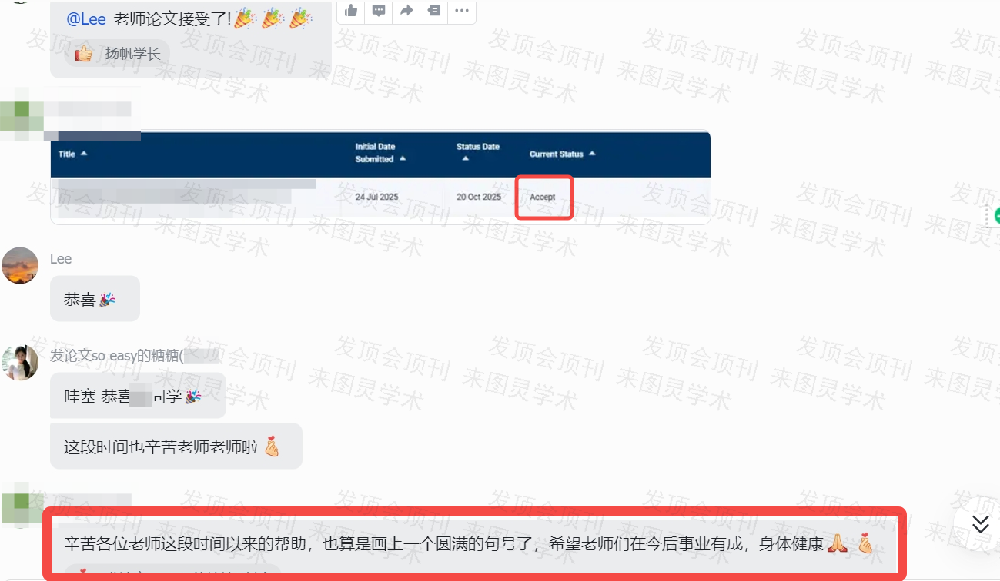 @Lee 老师论文接受了!
扬帆学长
Title
Initial Date Submitted
Status Date
Current Status
24 Jul 2025
20 Oct 2025
Accept
Lee
恭喜
发论文so easy的糖糖(
哇塞 恭喜 同学
这段时间也辛苦老师老师啦
辛苦各位老师这段时间以来的帮助，也算是画上一个圆满的句号了，希望老师们在今后事业有成，身体健康
发顶会顶刊
来图灵学术